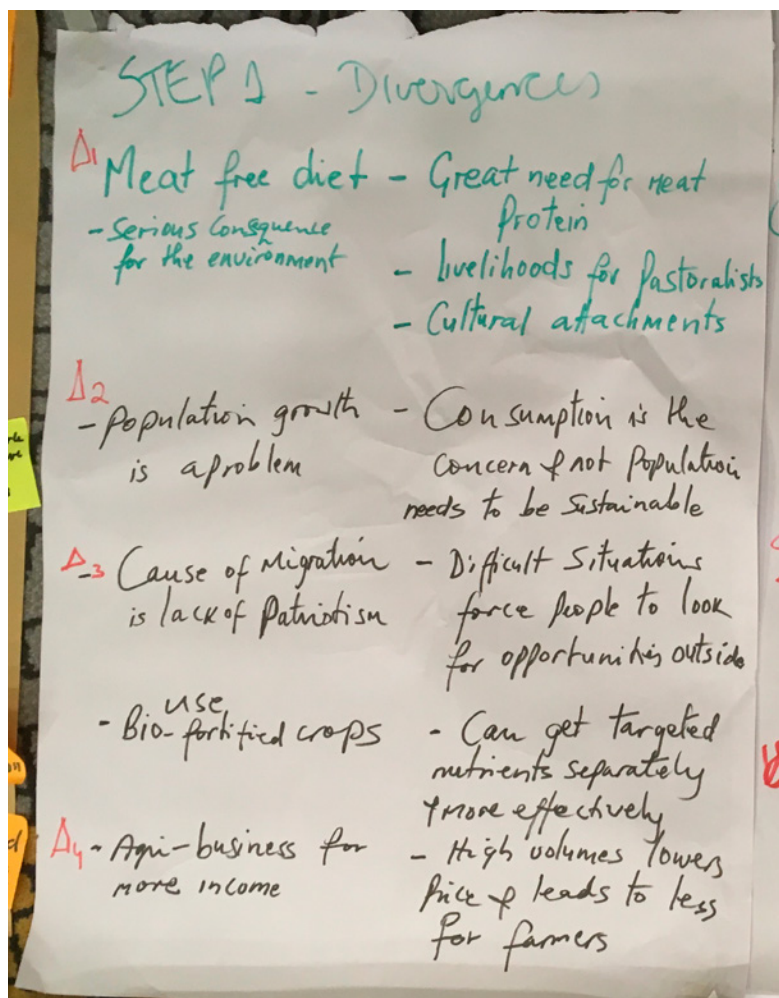 STEP 1 - Divergences
Δ1
Meat free diet - Great need for meat
Protein
- Serious Consquence
for the environment
- livelihoods for Pastoralists
- Cultural attachments
Δ2
- Population growth
is a problem
- Consumption is the
concern & not Population
needs to be Sustainable
Δ3 Cause of Migration
is lack of Patriotism
- Difficult Situations
force People to look
for opportunities outside
- use
Bio-fortified crops
- Can get targeted
nutrients separately
& more effectively
Δ4 - Agri-business for
more income
- High volumes lowers
Price & leads to less
for farmers